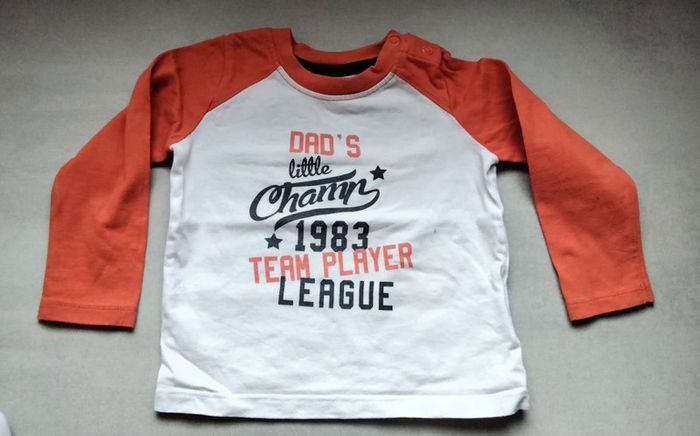 DAD'S
little
Champ
1983
TEAM PLAYER
LEAGUE